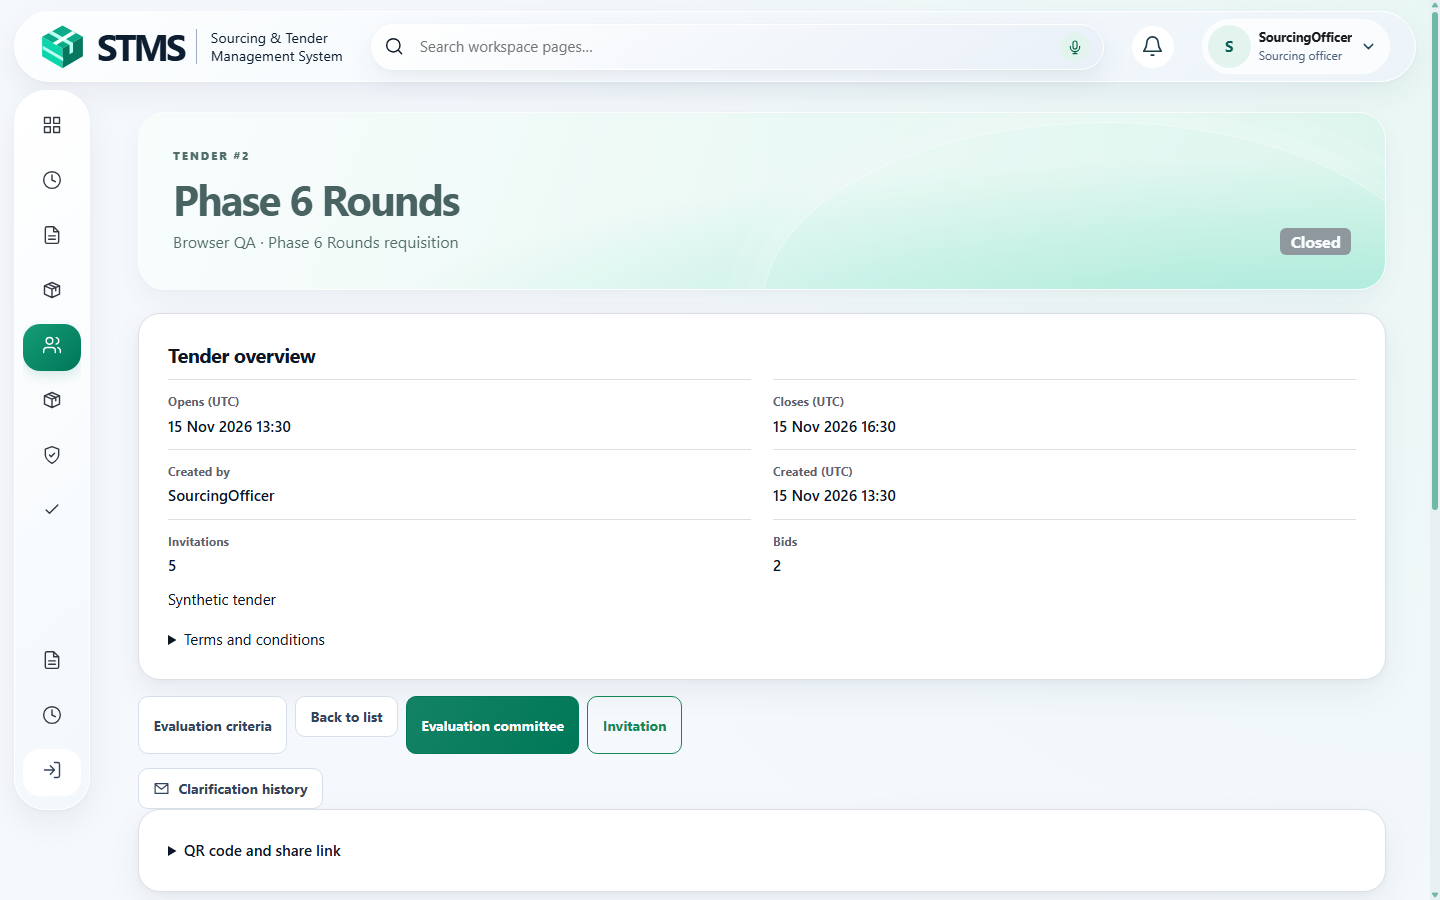 STMS
Sourcing & Tender
Management System
Search workspace pages...
S
SourcingOfficer
Sourcing officer
TENDER #2
Phase 6 Rounds
Browser QA · Phase 6 Rounds requisition
Closed
Tender overview
Opens (UTC)
15 Nov 2026 13:30
Closes (UTC)
15 Nov 2026 16:30
Created by
SourcingOfficer
Created (UTC)
15 Nov 2026 13:30
Invitations
5
Bids
2
Synthetic tender
Terms and conditions
Evaluation criteria
Back to list
Evaluation committee
Invitation
Clarification history
QR code and share link